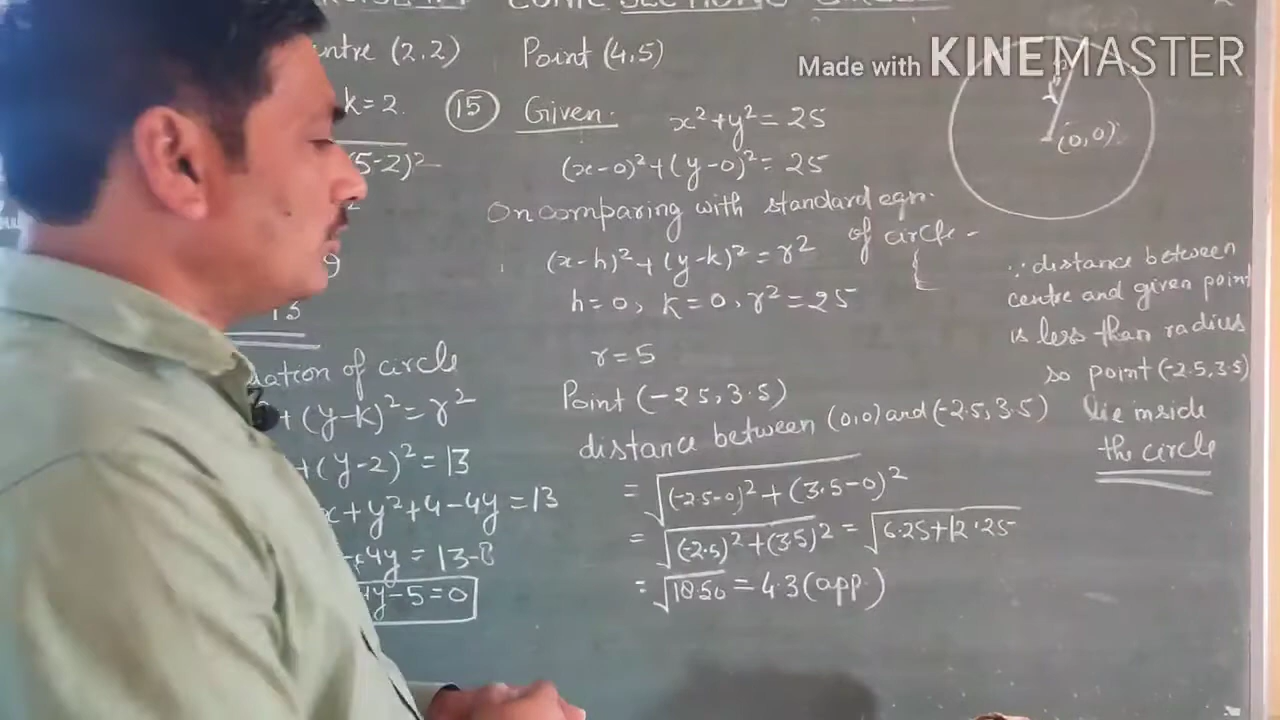 CONIC SECTIONS
Made with KINEMASTER
entre (2,2) Point (4,5)
k=2.
(5-2)²
9
13
uation of circle
+(y-k)²=r²
+(y-2)²=13
x+y²+4-4y=13
4y=13-8
4y-5=0
(15) Given. x²+y²=25
(x-0)²+(y-0)²=25
On comparing with standard eqn.
of circle-
(x-h)²+(y-k)²=r²
h=0, k=0, r²=25
r=5
Point (-2.5, 3.5)
distance between (0,0) and (-2.5, 3.5)
=√(-2.5-0)²+(3.5-0)²
=√(-2.5)²+(3.5)²=√6.25+12.25
=√18.50=4.3(app.)
(0,0)
∵ distance between
centre and given point
is less than radius
so point (-2.5, 3.5)
lie inside
the circle